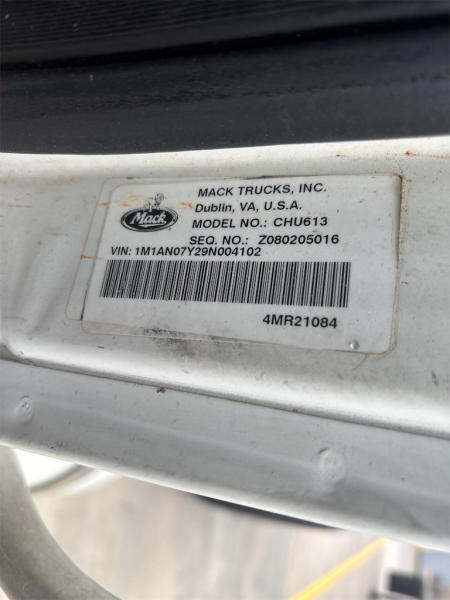 MACK TRUCKS, INC.
Dublin, VA, U.S.A.
Mack
MODEL NO.: CHU613
SEQ. NO.: Z080205016
VIN: 1M1AN07Y29N004102
4MR21084